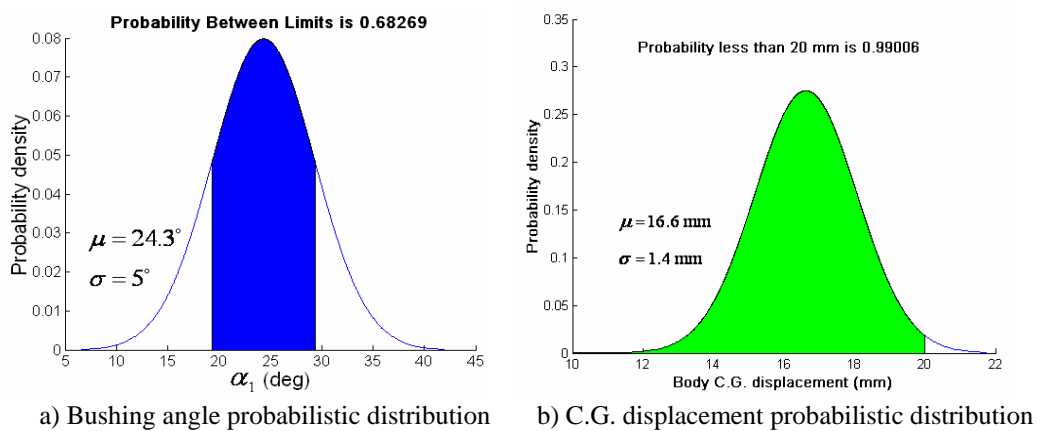 Probability Between Limits is 0.68269
0.08
0.07
0.06
0.05
0.04
0.03
0.02
0.01
0
Probability density
μ = 24.3°
σ = 5°
5 10 15 20 25 30 35 40 45
α₁ (deg)
a) Bushing angle probabilistic distribution
0.35
0.3
0.25
0.2
0.15
0.1
0.05
0
Probability density
Probability less than 20 mm is 0.99006
μ = 16.6 mm
σ = 1.4 mm
10 12 14 16 18 20 22
Body C.G. displacement (mm)
b) C.G. displacement probabilistic distribution